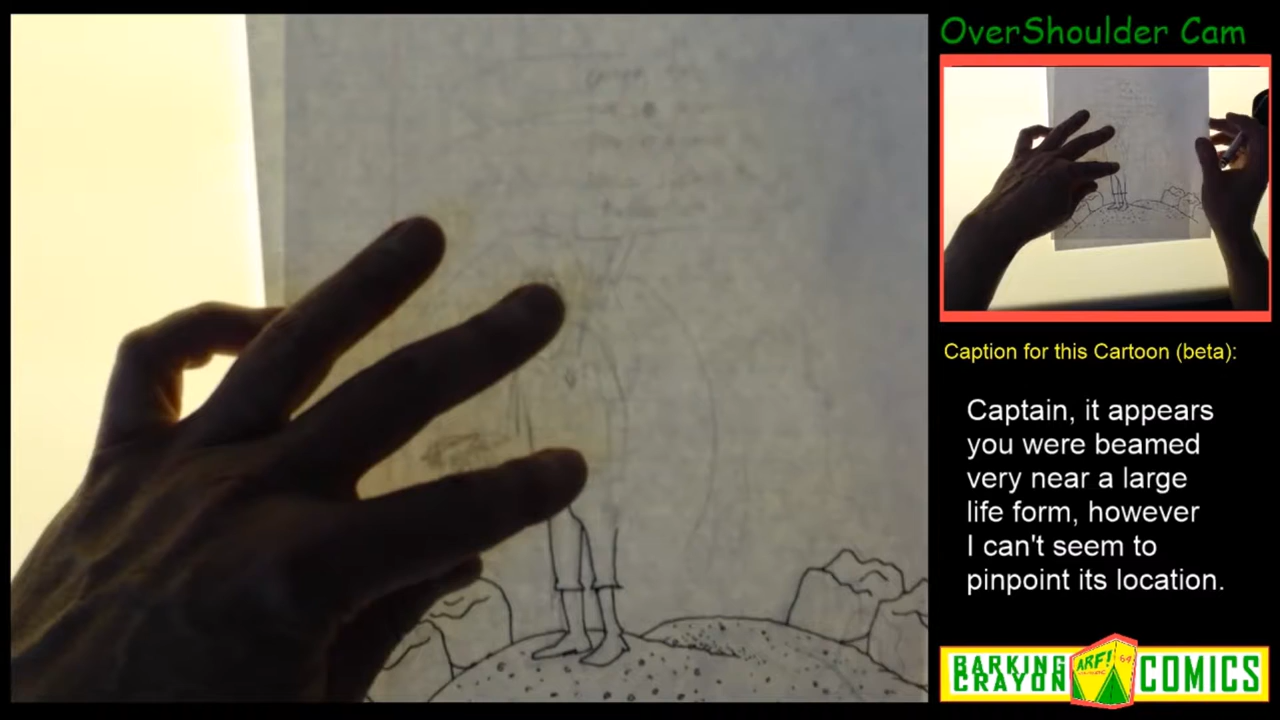 OverShoulder Cam
Caption for this Cartoon (beta):
Captain, it appears
you were beamed
very near a large
life form, however
I can't seem to
pinpoint its location.
BARKING
CRAYON
ARF!
64
COMICS